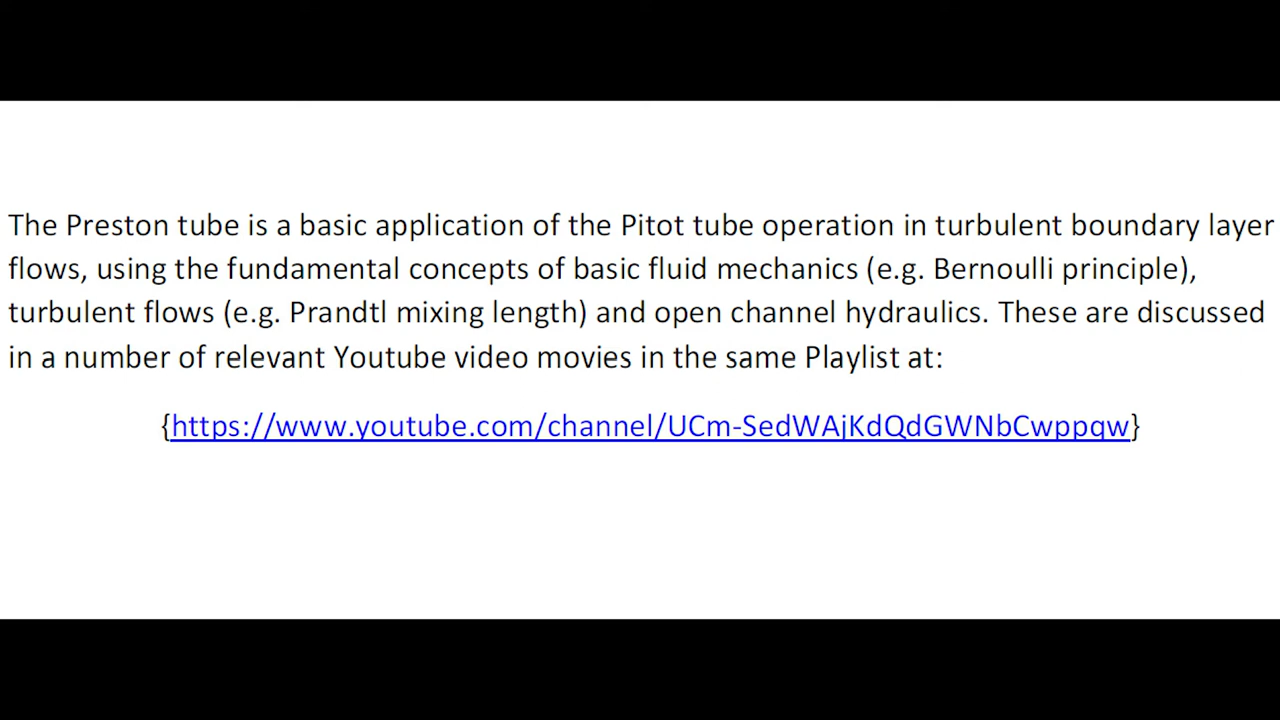 The Preston tube is a basic application of the Pitot tube operation in turbulent boundary layer
flows, using the fundamental concepts of basic fluid mechanics (e.g. Bernoulli principle),
turbulent flows (e.g. Prandtl mixing length) and open channel hydraulics. These are discussed
in a number of relevant Youtube video movies in the same Playlist at:
{https://www.youtube.com/channel/UCm-SedWAjKdQdGWNbCwppqw}